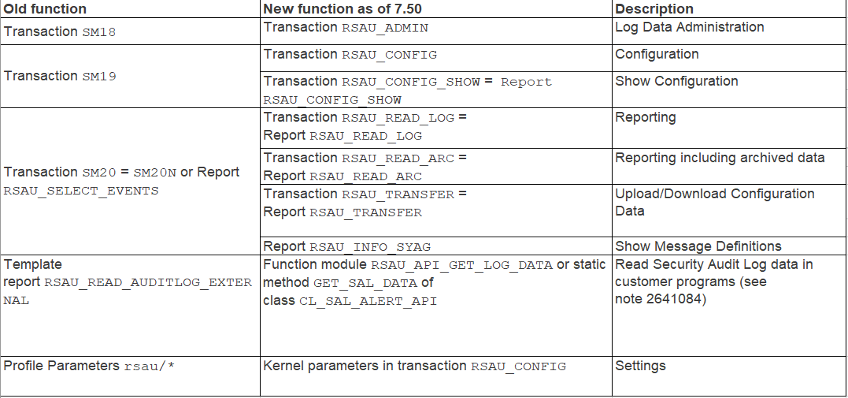 Old function
New function as of 7.50
Description
Transaction SM18
Transaction RSAU_ADMIN
Log Data Administration
Transaction SM19
Transaction RSAU_CONFIG
Configuration
Transaction RSAU_CONFIG_SHOW = Report
RSAU_CONFIG_SHOW
Show Configuration
Transaction SM20 = SM20N or Report
RSAU_SELECT_EVENTS
Transaction RSAU_READ_LOG =
Report RSAU_READ_LOG
Reporting
Transaction RSAU_READ_ARC =
Report RSAU_READ_ARC
Reporting including archived data
Transaction RSAU_TRANSFER =
Report RSAU_TRANSFER
Upload/Download Configuration
Data
Report RSAU_INFO_SYAG
Show Message Definitions
Template
report RSAU_READ_AUDITLOG_EXTER
NAL
Function module RSAU_API_GET_LOG_DATA or static
method GET_SAL_DATA of
class CL_SAL_ALERT_API
Read Security Audit Log data in
customer programs (see
note 2641084)
Profile Parameters rsau/*
Kernel parameters in transaction RSAU_CONFIG
Settings